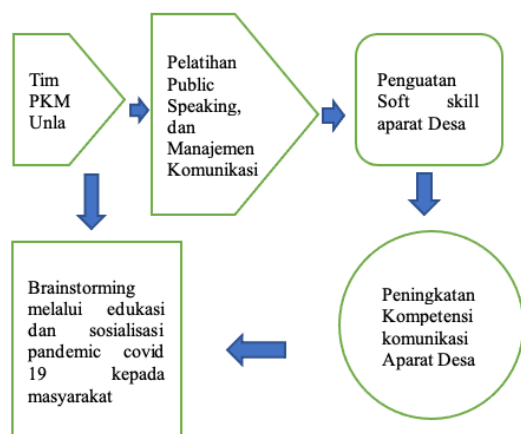 Tim
PKM
Unla
Pelatihan
Public
Speaking,
dan
Manajemen
Komunikasi
Penguatan
Soft skill
aparat Desa
Peningkatan
Kompetensi
komunikasi
Aparat Desa
Brainstorming
melalui edukasi
dan sosialisasi
pandemic covid
19 kepada
masyarakat